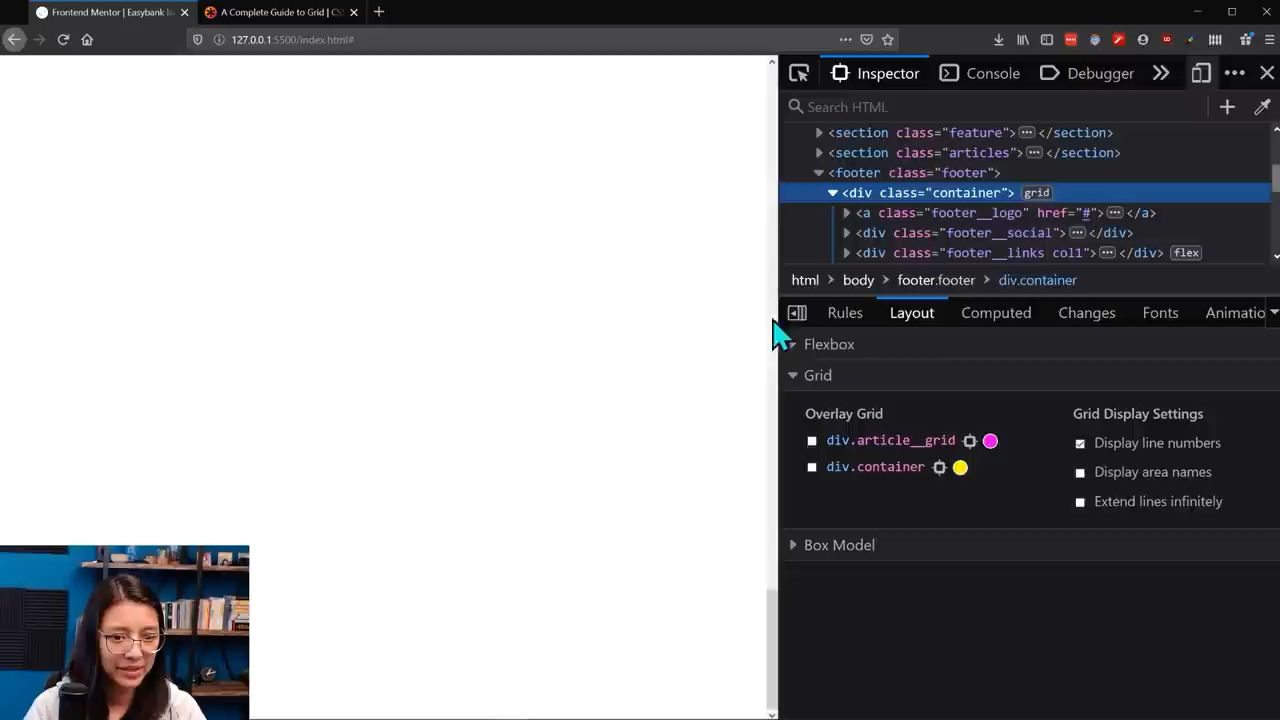 Frontend Mentor | Easybank la
A Complete Guide to Grid | CSS
127.0.0.1:5500/index.html#
Inspector
Console
Debugger
Search HTML
<section class="feature"></section>
<section class="articles"></section>
<footer class="footer">
<div class="container"> grid
<a class="footer__logo" href="#"></a>
<div class="footer__social"></div>
<div class="footer__links col1"></div> flex
html
body
footer.footer
div.container
Rules
Layout
Computed
Changes
Fonts
Animatio
Flexbox
Grid
Overlay Grid
Grid Display Settings
div.article__grid
Display line numbers
div.container
Display area names
Extend lines infinitely
Box Model